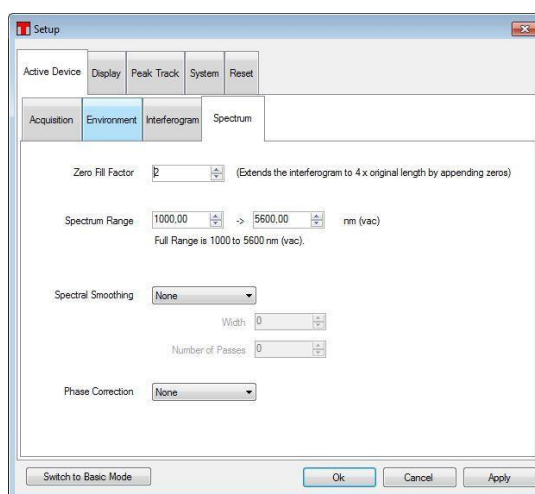 Setup
Active Device Display Peak Track System Reset
Acquisition Environment Interferogram Spectrum
Zero Fill Factor 2 (Extends the interferogram to 4 x original length by appending zeros)
Spectrum Range 1000,00 -> 5600,00 nm (vac)
Full Range is 1000 to 5600 nm (vac).
Spectral Smoothing None
Width 0
Number of Passes 0
Phase Correction None
Switch to Basic Mode Ok Cancel Apply